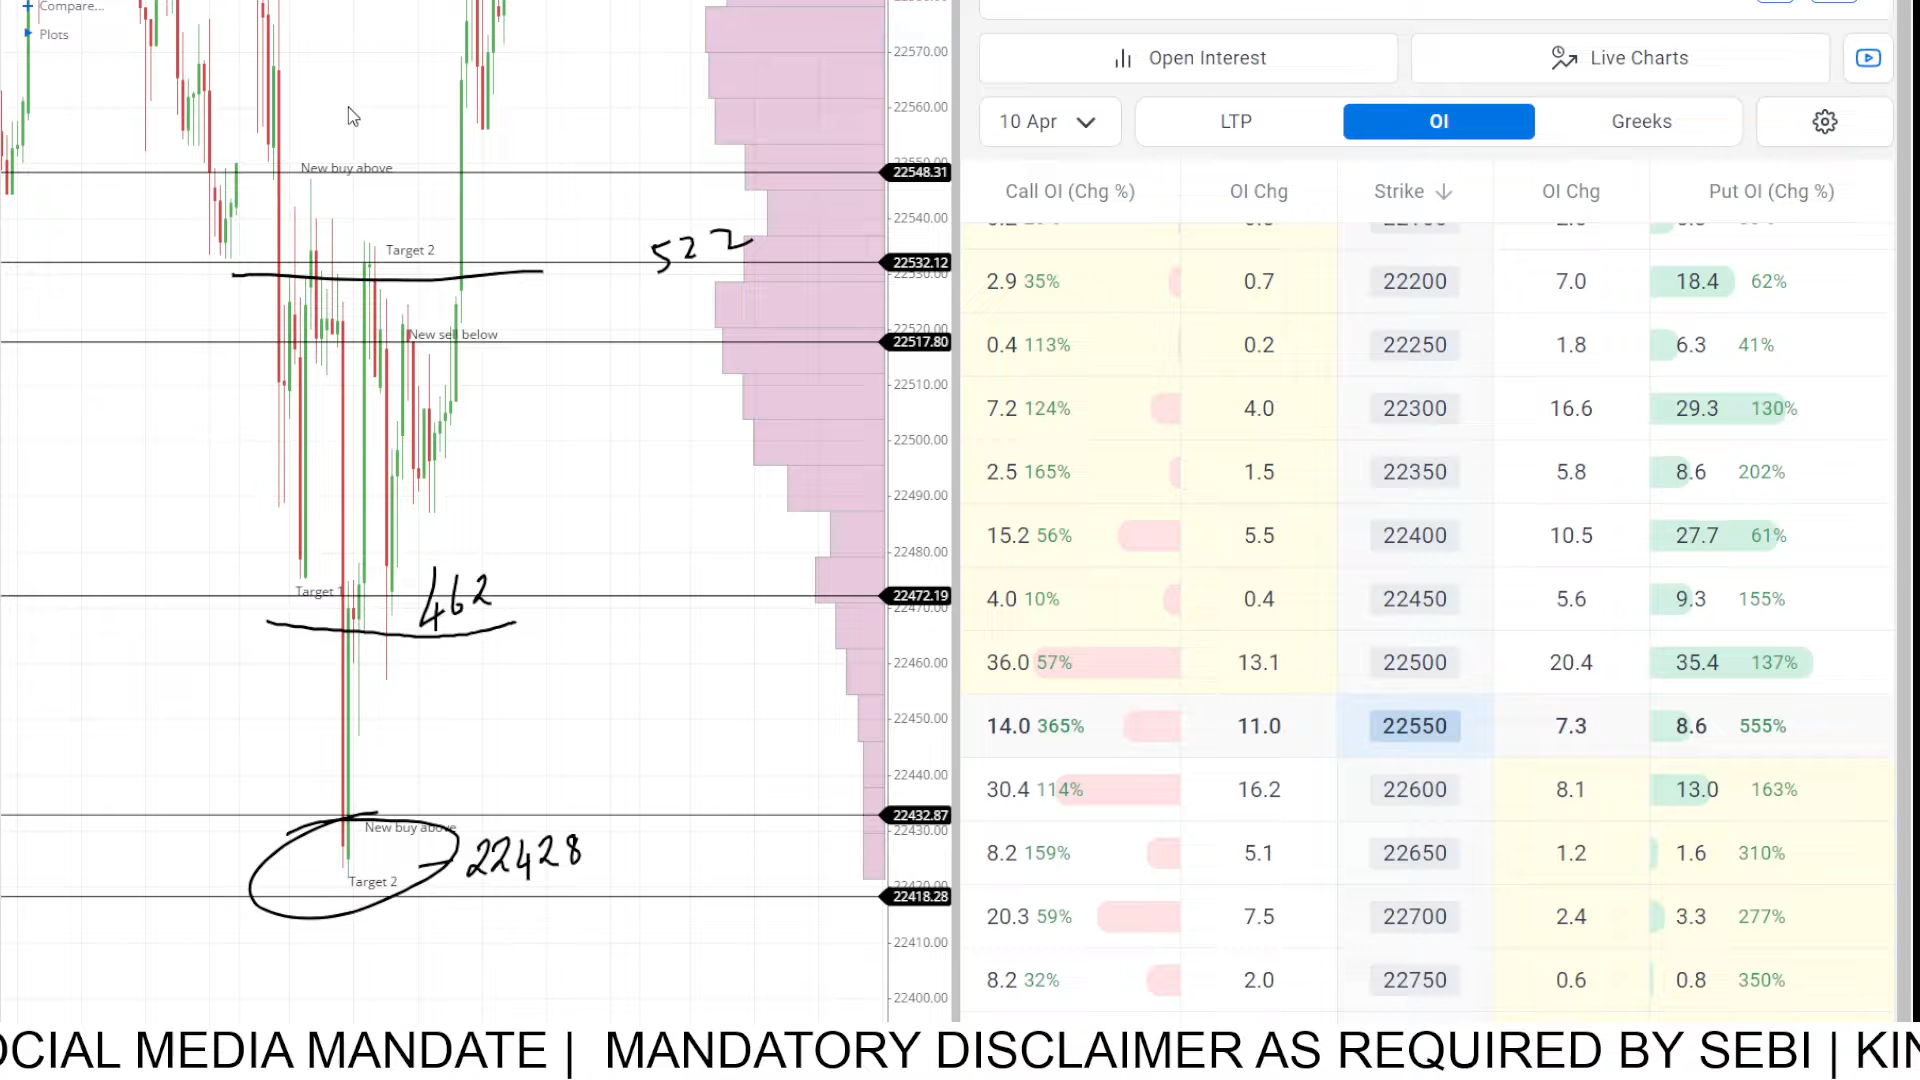 Compare...
Plots
22570.00
22560.00
New buy above
22548.31
22540.00
522
Target 2
22532.12
22530.00
22520.00
New sell below
22517.80
22510.00
22500.00
22490.00
22480.00
Target 1
22472.19
22470.00
462
22460.00
22450.00
22440.00
22432.87
New buy above
22430.00
22428
Target 2
22418.28
22410.00
22400.00
Open Interest
Live Charts
10 Apr
LTP
OI
Greeks
Call OI (Chg %) OI Chg Strike ↓ OI Chg Put OI (Chg %)
2.9 35% 0.7 22200 7.0 18.4 62%
0.4 113% 0.2 22250 1.8 6.3 41%
7.2 124% 4.0 22300 16.6 29.3 130%
2.5 165% 1.5 22350 5.8 8.6 202%
15.2 56% 5.5 22400 10.5 27.7 61%
4.0 10% 0.4 22450 5.6 9.3 155%
36.0 57% 13.1 22500 20.4 35.4 137%
14.0 365% 11.0 22550 7.3 8.6 555%
30.4 114% 16.2 22600 8.1 13.0 163%
8.2 159% 5.1 22650 1.2 1.6 310%
20.3 59% 7.5 22700 2.4 3.3 277%
8.2 32% 2.0 22750 0.6 0.8 350%
OCIAL MEDIA MANDATE | MANDATORY DISCLAIMER AS REQUIRED BY SEBI | KIN